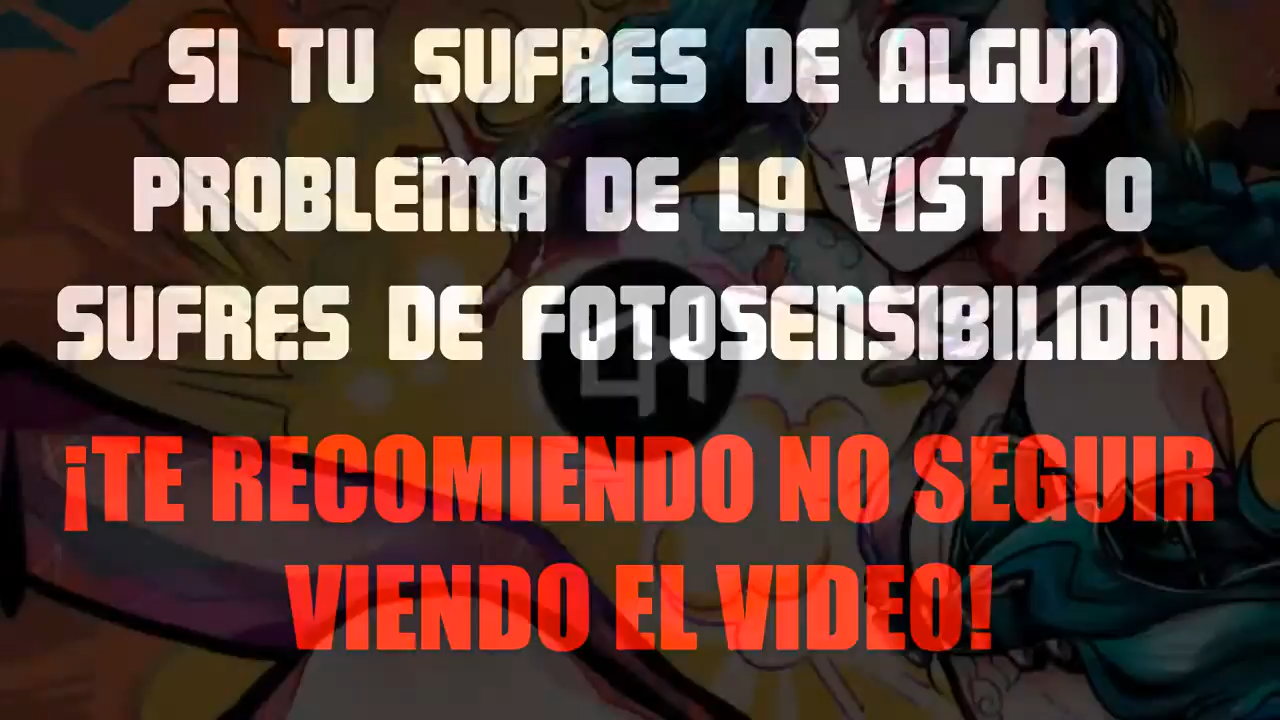 SI TU SUFRES DE ALGUN
PROBLEMA DE LA VISTA O
SUFRES DE FOTOSENSIBILIDAD
¡TE RECOMIENDO NO SEGUIR
VIENDO EL VIDEO!